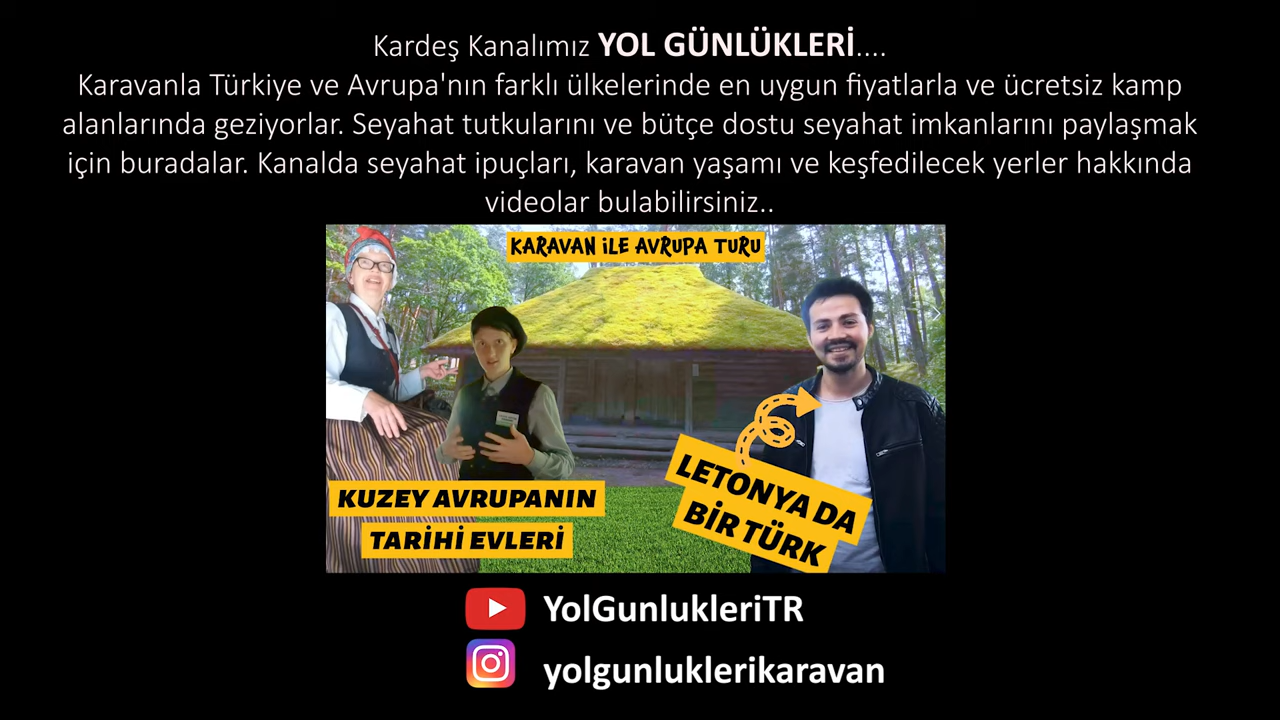 Kardeş Kanalımız YOL GÜNLÜKLERİ....
Karavanla Türkiye ve Avrupa'nın farklı ülkelerinde en uygun fiyatlarla ve ücretsiz kamp
alanlarında geziyorlar. Seyahat tutkularını ve bütçe dostu seyahat imkanlarını paylaşmak
için buradalar. Kanalda seyahat ipuçları, karavan yaşamı ve keşfedilecek yerler hakkında
videolar bulabilirsiniz..
KARAVAN iLE AVRUPA TURU
KUZEY AVRUPANIN
TARİHİ EVLERİ
LETONYA DA
BİR TÜRK
YolGunlukleriTR
yolgunluklerikaravan